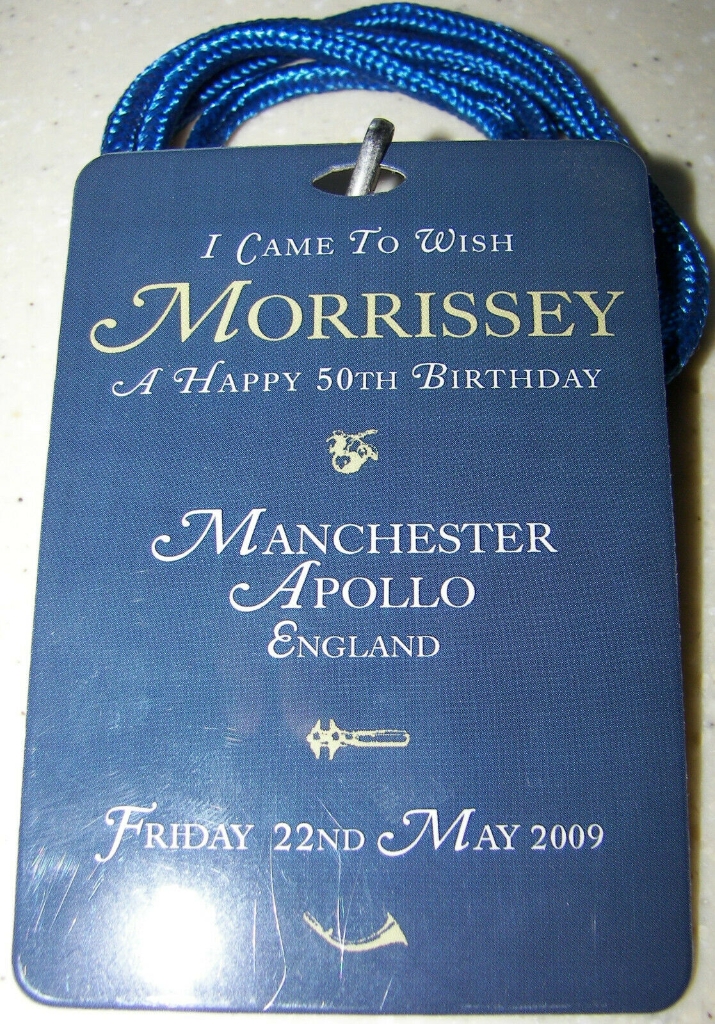 I Came To Wish
Morrissey
A Happy 50th Birthday
Manchester
Apollo
England
Friday 22nd May 2009